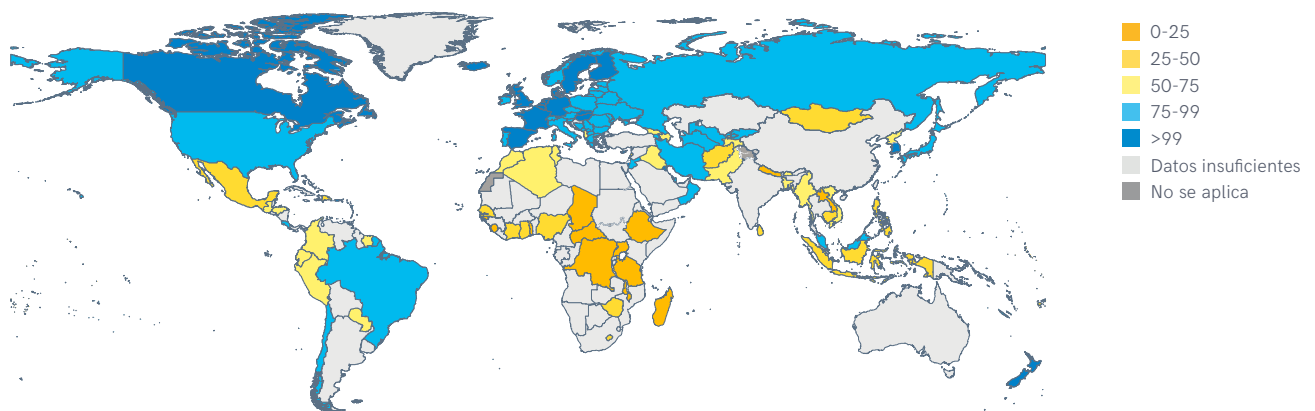 0-25
25-50
50-75
75-99
>99
Datos insuficientes
No se aplica